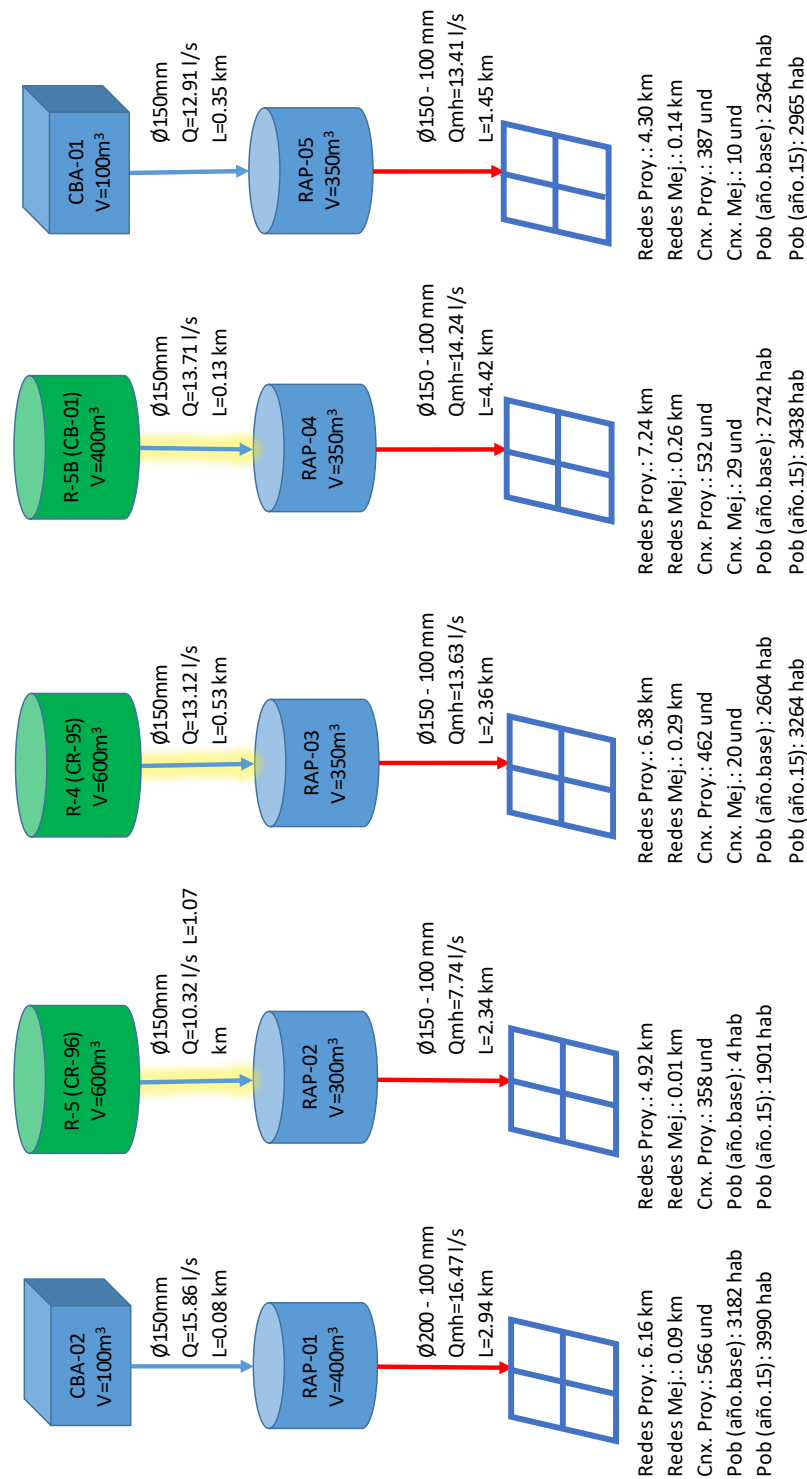 CBA-02
V=100m³
Ø150mm
Q=15.86 l/s
L=0.08 km
RAP-01
V=400m³
Ø200 - 100 mm
Qmh=16.47 l/s
L=2.94 km
Redes Proy.: 6.16 km
Redes Mej.: 0.09 km
Cnx. Proy.: 566 und
Pob (año.base): 3182 hab
Pob (año.15): 3990 hab
R-5 (CR-96)
V=600m³
Ø150mm
Q=10.32 l/s L=1.07
km
RAP-02
V=300m³
Ø150 - 100 mm
Qmh=7.74 l/s
L=2.34 km
Redes Proy.: 4.92 km
Redes Mej.: 0.01 km
Cnx. Proy.: 358 und
Pob (año.base): 4 hab
Pob (año.15): 1901 hab
R-4 (CR-95)
V=600m³
Ø150mm
Q=13.12 l/s
L=0.53 km
RAP-03
V=350m³
Ø150 - 100 mm
Qmh=13.63 l/s
L=2.36 km
Redes Proy.: 6.38 km
Redes Mej.: 0.29 km
Cnx. Proy.: 462 und
Cnx. Mej.: 20 und
Pob (año.base): 2604 hab
Pob (año.15): 3264 hab
R-5B (CB-01)
V=400m³
Ø150mm
Q=13.71 l/s
L=0.13 km
RAP-04
V=350m³
Ø150 - 100 mm
Qmh=14.24 l/s
L=4.42 km
Redes Proy.: 7.24 km
Redes Mej.: 0.26 km
Cnx. Proy.: 532 und
Cnx. Mej.: 29 und
Pob (año.base): 2742 hab
Pob (año.15): 3438 hab
CBA-01
V=100m³
Ø150mm
Q=12.91 l/s
L=0.35 km
RAP-05
V=350m³
Ø150 - 100 mm
Qmh=13.41 l/s
L=1.45 km
Redes Proy.: 4.30 km
Redes Mej.: 0.14 km
Cnx. Proy.: 387 und
Cnx. Mej.: 10 und
Pob (año.base): 2364 hab
Pob (año.15): 2965 hab